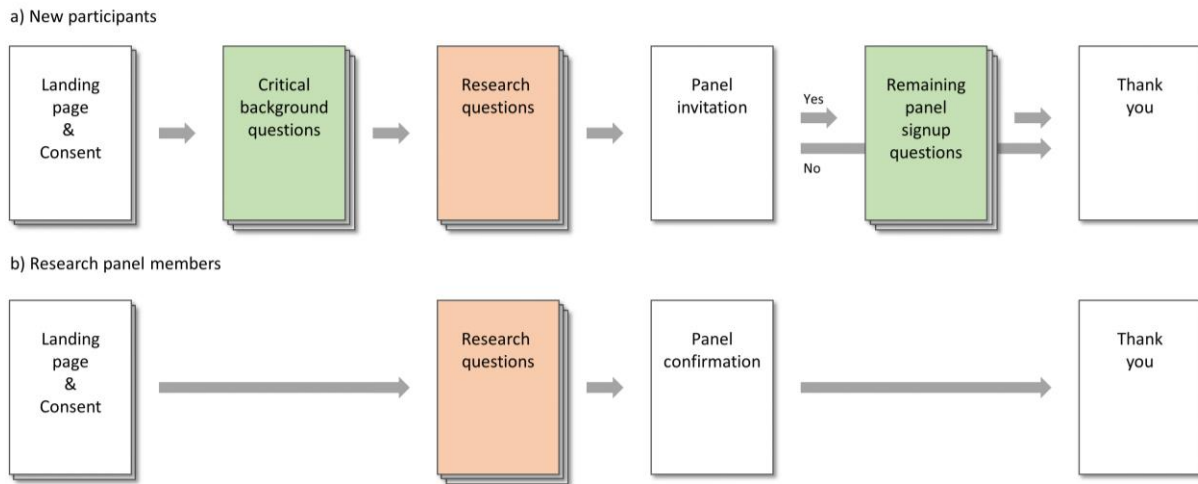 a) New participants
Landing
page
&
Consent
Critical
background
questions
Research
questions
Panel
invitation
Yes
No
Remaining
panel
signup
questions
Thank
you
b) Research panel members
Landing
page
&
Consent
Research
questions
Panel
confirmation
Thank
you